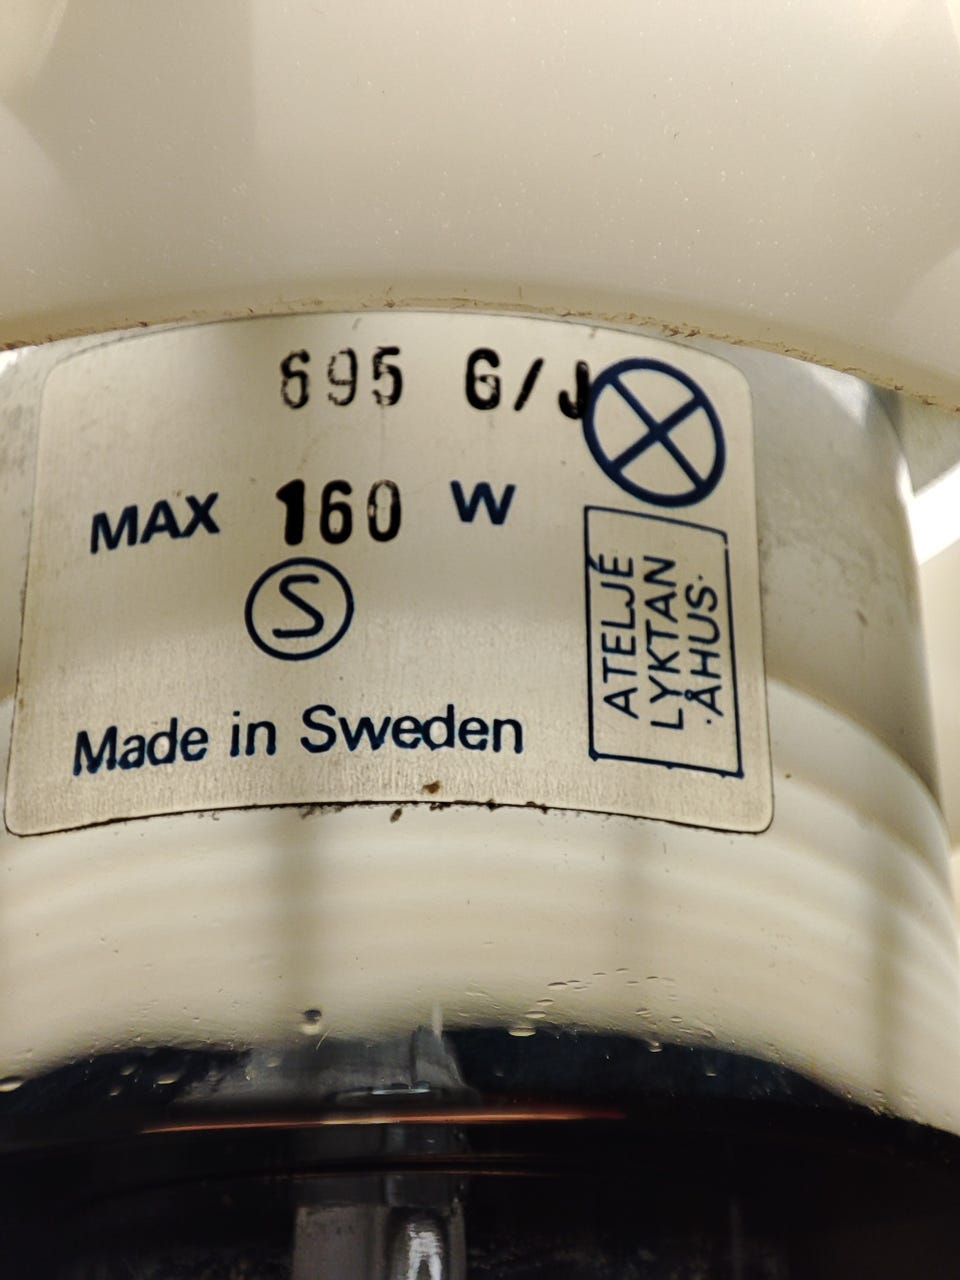 695 G/J
MAX 160 W
S
Made in Sweden
ATELJÉ
LYKTAN
·ÅHUS·